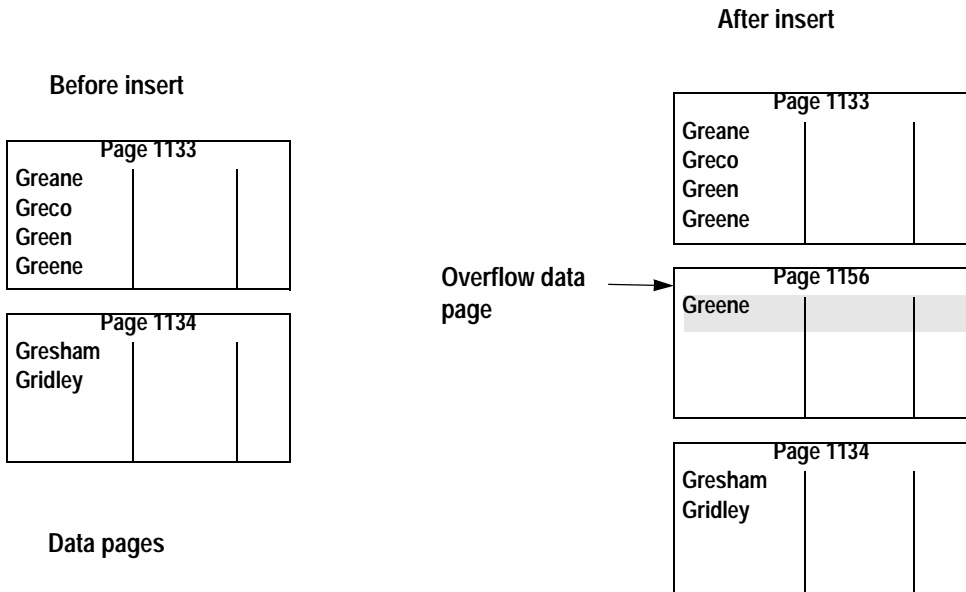 Before insert
Page 1133
Greane
Greco
Green
Greene
Page 1134
Gresham
Gridley
Data pages
After insert
Page 1133
Greane
Greco
Green
Greene
Overflow data
page
Page 1156
Greene
Page 1134
Gresham
Gridley